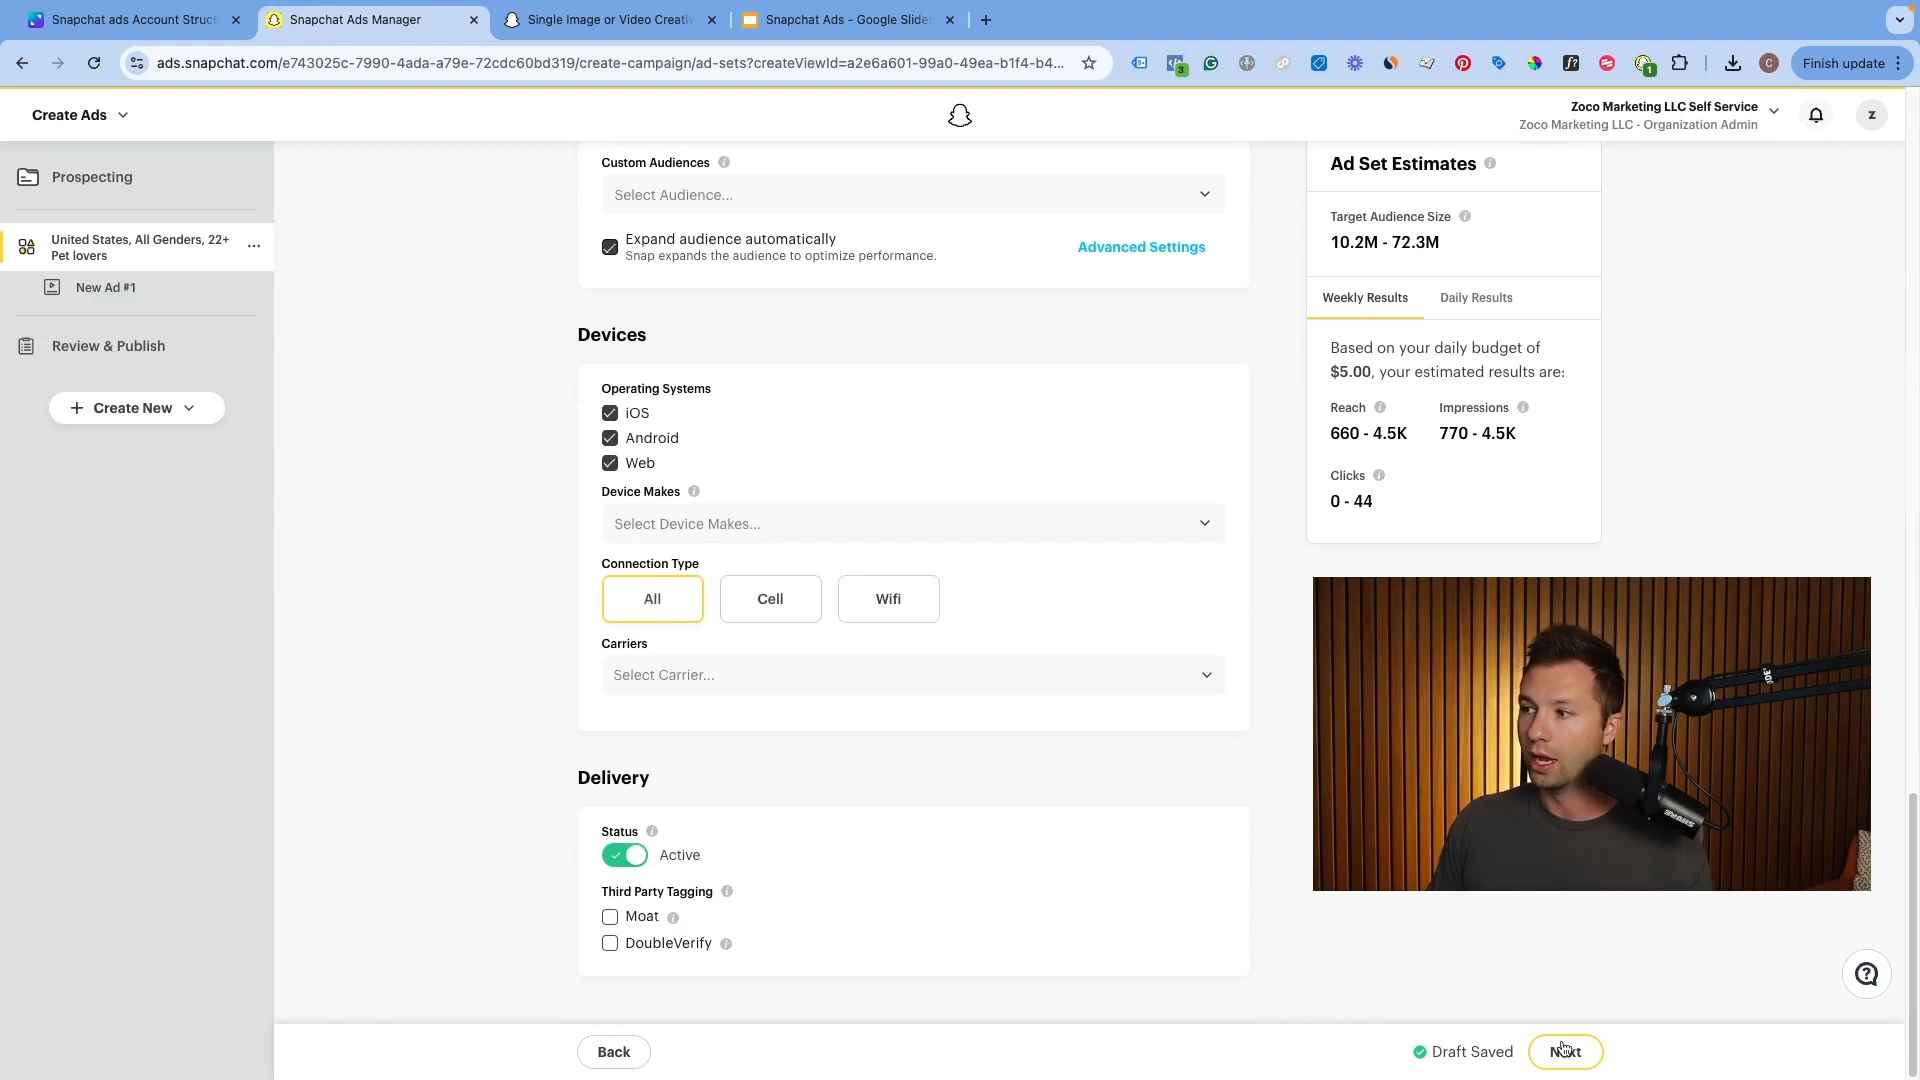 Snapchat ads Account Struct
Snapchat Ads Manager
Single Image or Video Creativ
Snapchat Ads - Google Slides
ads.snapchat.com/e743025c-7990-4ada-a79e-72cdc60bd319/create-campaign/ad-sets?createViewId=a2e6a601-99a0-49ea-b1f4-b4...
3
f?
1
C
Finish update
Create Ads
Zoco Marketing LLC Self Service
Zoco Marketing LLC - Organization Admin
Z
Prospecting
United States, All Genders, 22+
Pet lovers
New Ad #1
Review & Publish
+ Create New
Custom Audiences
Select Audience...
Expand audience automatically
Snap expands the audience to optimize performance.
Advanced Settings
Devices
Operating Systems
iOS
Android
Web
Device Makes
Select Device Makes...
Connection Type
All
Cell
Wifi
Carriers
Select Carrier...
Delivery
Status
Active
Third Party Tagging
Moat
DoubleVerify
Ad Set Estimates
Target Audience Size
10.2M - 72.3M
Weekly Results
Daily Results
Based on your daily budget of
$5.00, your estimated results are:
Reach
Impressions
660 - 4.5K
770 - 4.5K
Clicks
0 - 44
SHURE
Back
Draft Saved
Next